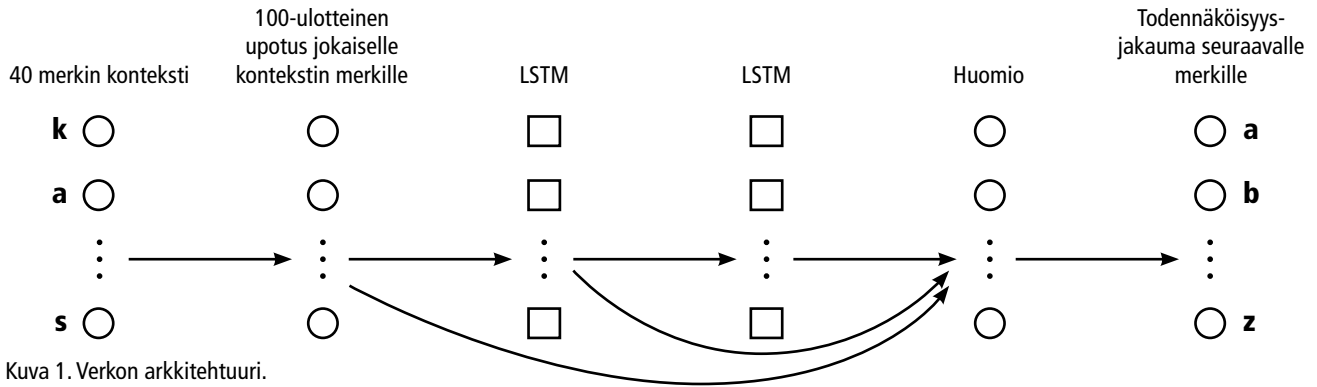 40 merkin konteksti
100-ulotteinen
upotus jokaiselle
kontekstin merkille
LSTM
LSTM
Huomio
Todennäköisyys-
jakauma seuraavalle
merkille
k
a
s
a
b
z
Kuva 1. Verkon arkkitehtuuri.